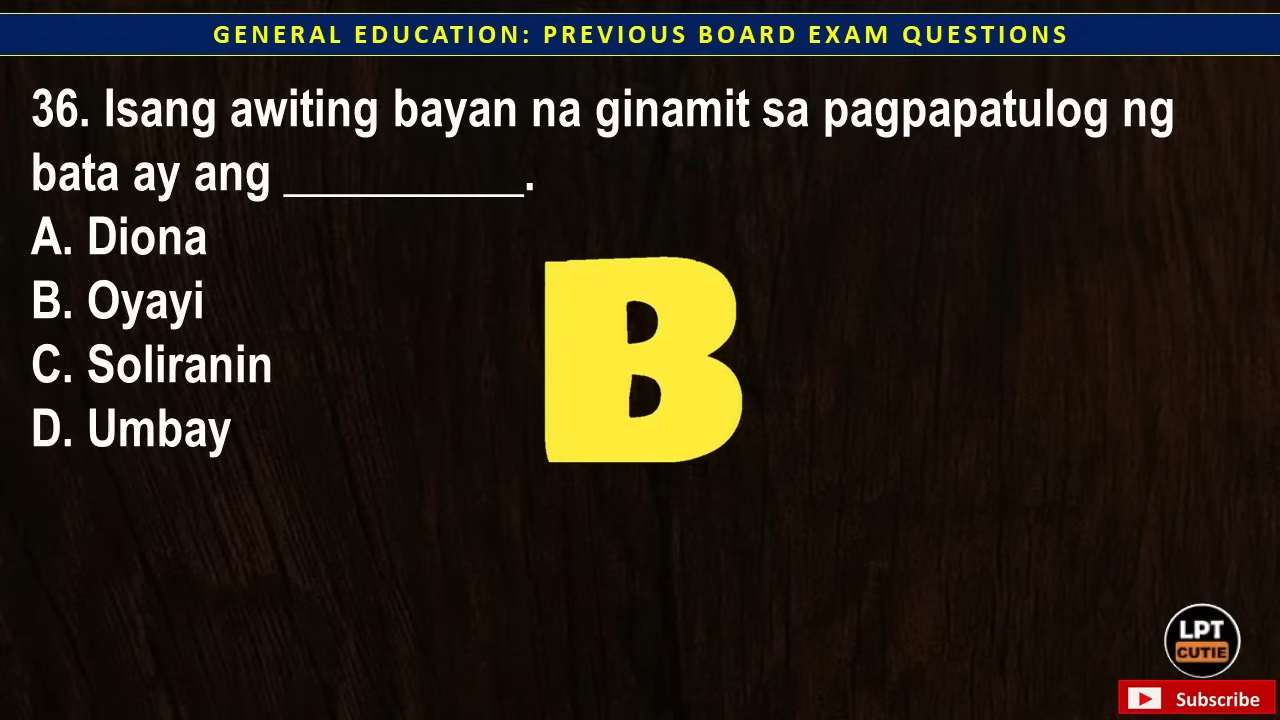 GENERAL EDUCATION: PREVIOUS BOARD EXAM QUESTIONS
36. Isang awiting bayan na ginamit sa pagpapatulog ng
bata ay ang ___________.
A. Diona
B. Oyayi
C. Soliranin
D. Umbay
B
LPT
CUTIE
Subscribe